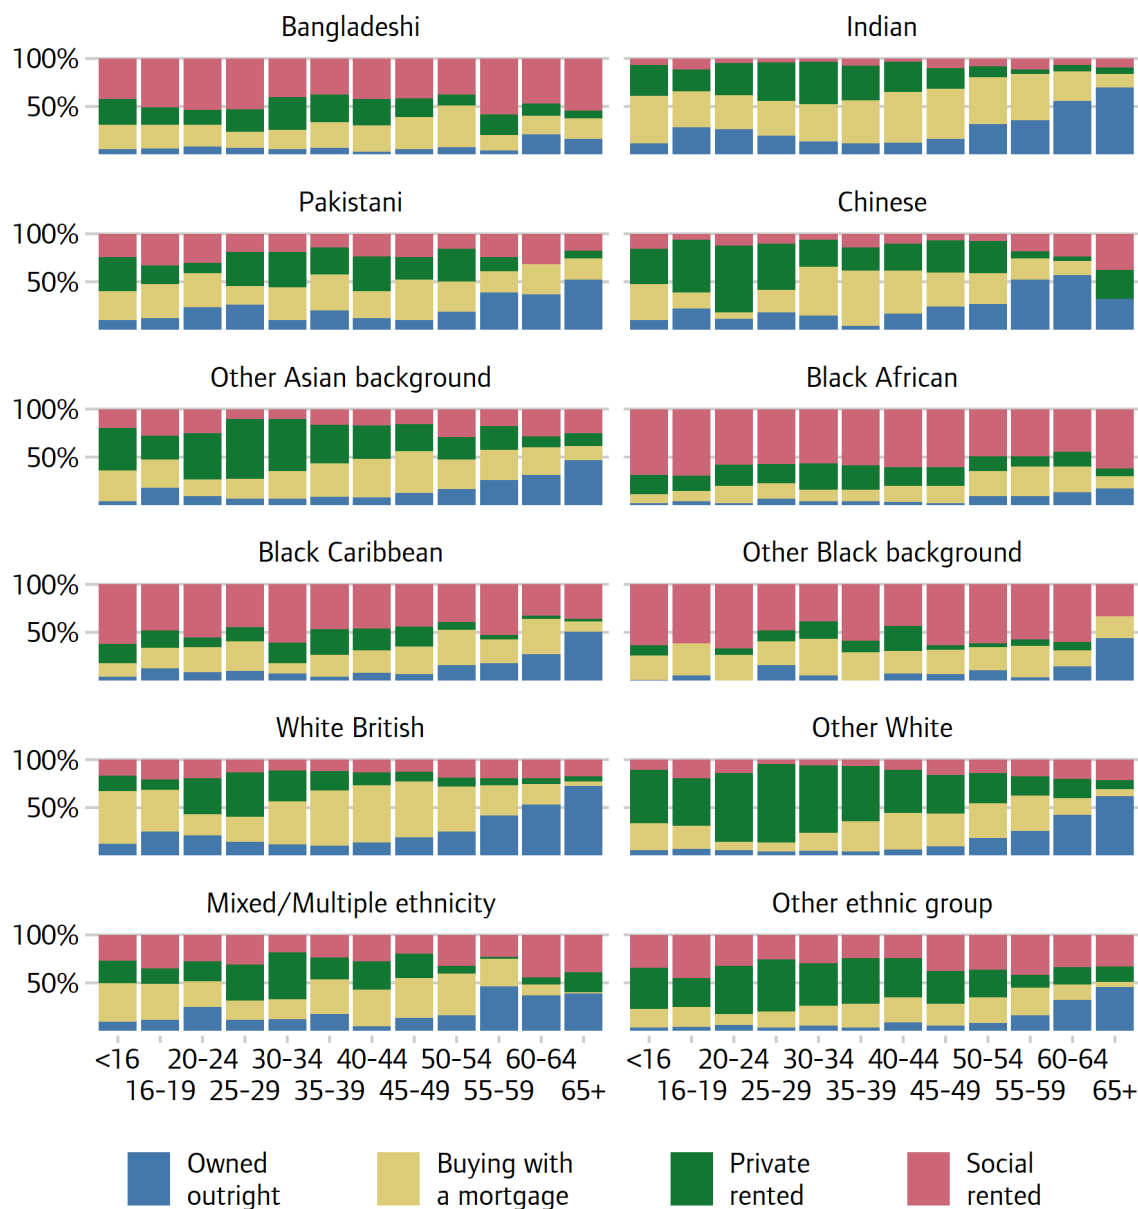 Bangladeshi
Indian
100%
50%
Pakistani
Chinese
100%
50%
Other Asian background
Black African
100%
50%
Black Caribbean
Other Black background
100%
50%
White British
Other White
100%
50%
Mixed/Multiple ethnicity
Other ethnic group
100%
50%
<16 20–24 30–34 40–44 50–54 60–64
16–19 25–29 35–39 45–49 55–59 65+
<16 20–24 30–34 40–44 50–54 60–64
16–19 25–29 35–39 45–49 55–59 65+
Owned
outright
Buying with
a mortgage
Private
rented
Social
rented